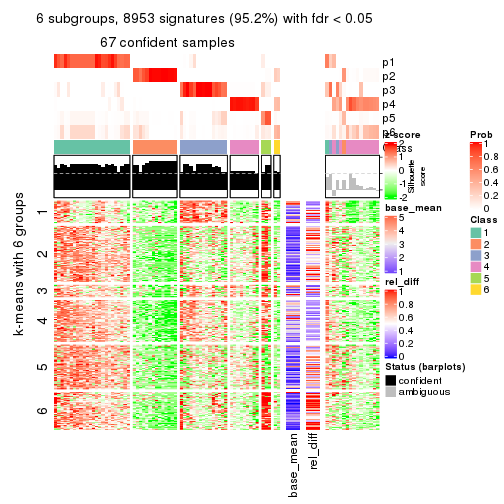 6 subgroups, 8953 signatures (95.2%) with fdr < 0.05
67 confident samples
p1
p2
p3
p4
p5
p6
Class
z-score
2
1
0
-1
-2
Silhouette
score
base_mean
5
4
3
2
1
rel_diff
1
0.8
0.6
0.4
0.2
0
Status (barplots)
confident
ambiguous
Prob
1
0.8
0.6
0.4
0.2
0
Class
1
2
3
4
5
6
k-means with 6 groups
1
2
3
4
5
6
base_mean
rel_diff